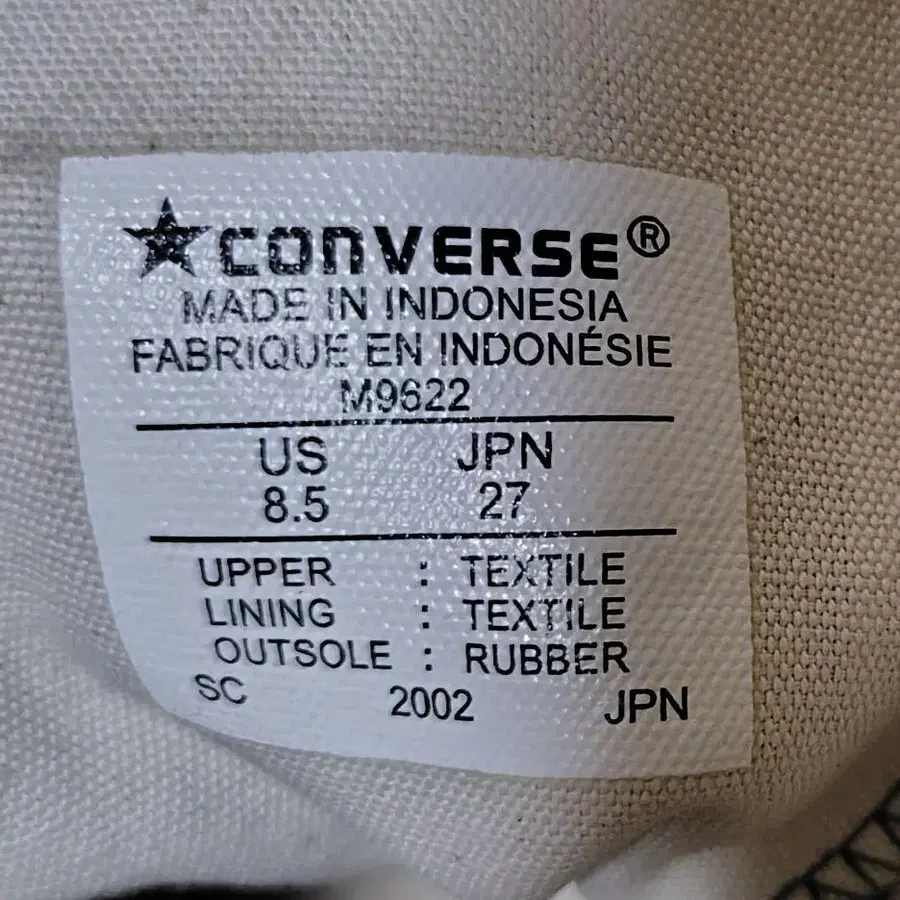 CONVERSE®
MADE IN INDONESIA
FABRIQUE EN INDONÉSIE
M9622
US JPN
8.5 27
UPPER : TEXTILE
LINING : TEXTILE
OUTSOLE : RUBBER
SC 2002 JPN